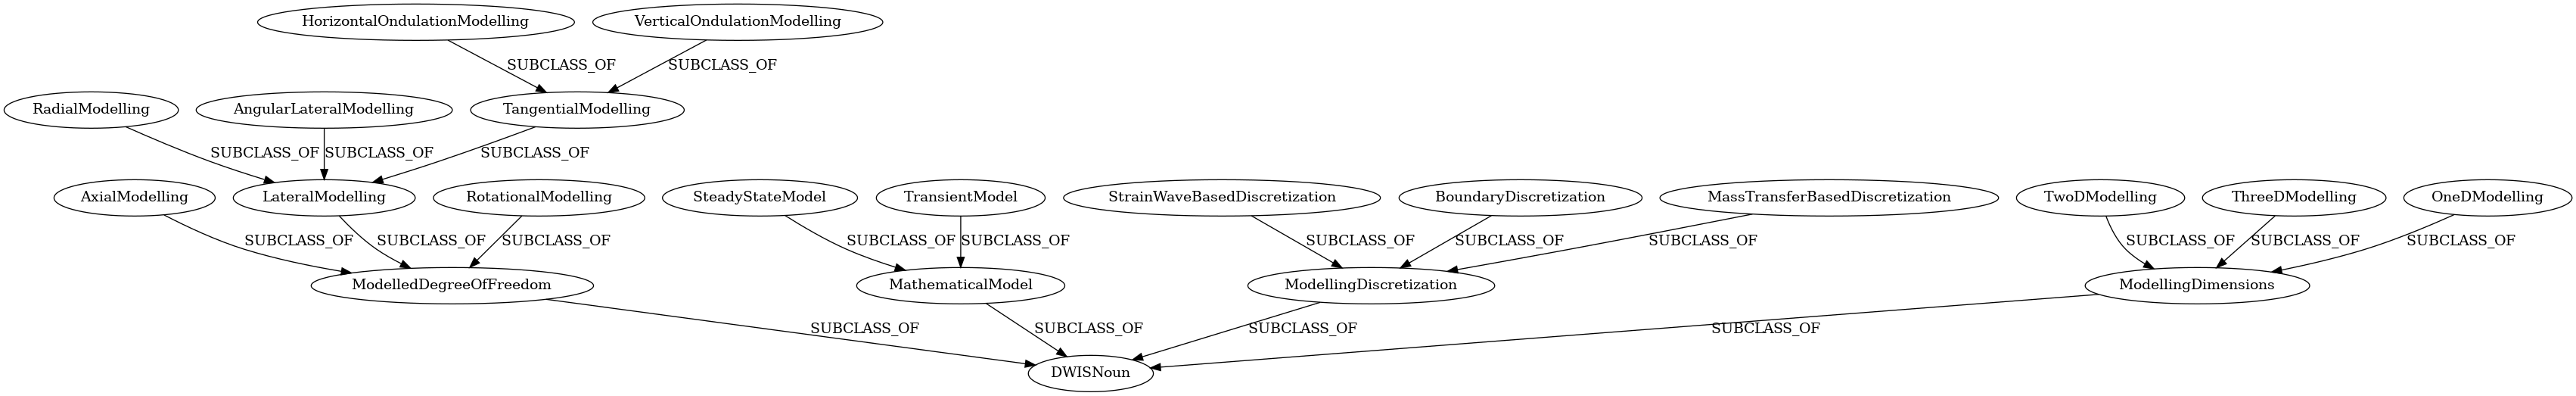 HorizontalOndulationModelling
VerticalOndulationModelling
SUBCLASS_OF
SUBCLASS_OF
RadialModelling
AngularLateralModelling
TangentialModelling
SUBCLASS_OF
SUBCLASS_OF
SUBCLASS_OF
AxialModelling
LateralModelling
RotationalModelling
SteadyStateModel
TransientModel
StrainWaveBasedDiscretization
BoundaryDiscretization
MassTransferBasedDiscretization
TwoDModelling
ThreeDModelling
OneDModelling
SUBCLASS_OF
SUBCLASS_OF
SUBCLASS_OF
SUBCLASS_OF
SUBCLASS_OF
SUBCLASS_OF
SUBCLASS_OF
SUBCLASS_OF
SUBCLASS_OF
SUBCLASS_OF
SUBCLASS_OF
ModelledDegreeOfFreedom
MathematicalModel
ModellingDiscretization
ModellingDimensions
SUBCLASS_OF
SUBCLASS_OF
SUBCLASS_OF
SUBCLASS_OF
DWISNoun